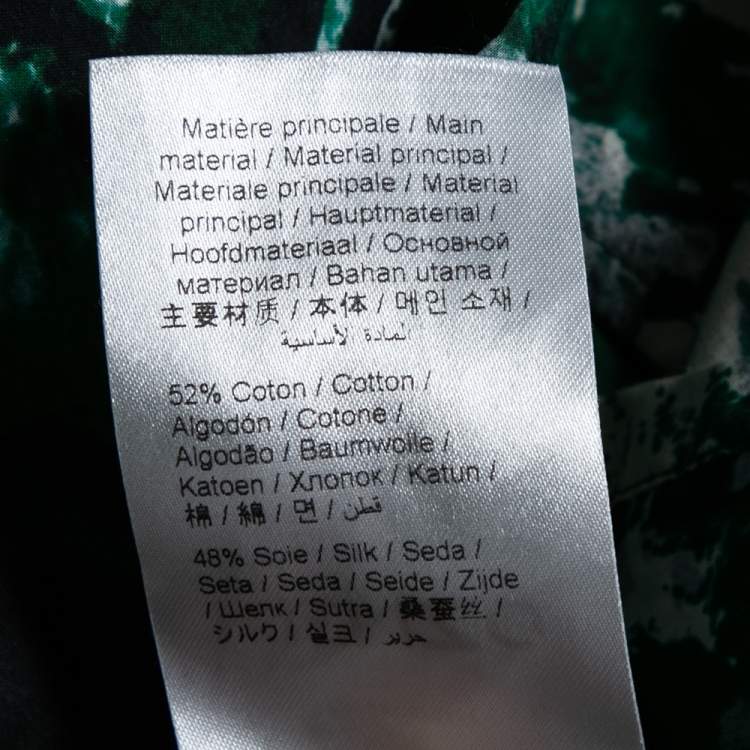 Matière principale / Main
material / Material principal /
Materiale principale / Material
principal / Hauptmaterial /
Hoofdmateriaal / Основной
материал / Bahan utama /
主要材质 / 本体 / 메인 소재 /
المادة الأساسية
52% Coton / Cotton /
Algodón / Cotone /
Algodão / Baumwolle /
Katoen / Хлопок / Katun /
棉 / 綿 / 면 / قطن
48% Soie / Silk / Seda /
Seta / Seda / Seide / Zijde
/ Шелк / Sutra / 桑蚕丝 /
シルク / 실크 / حرير